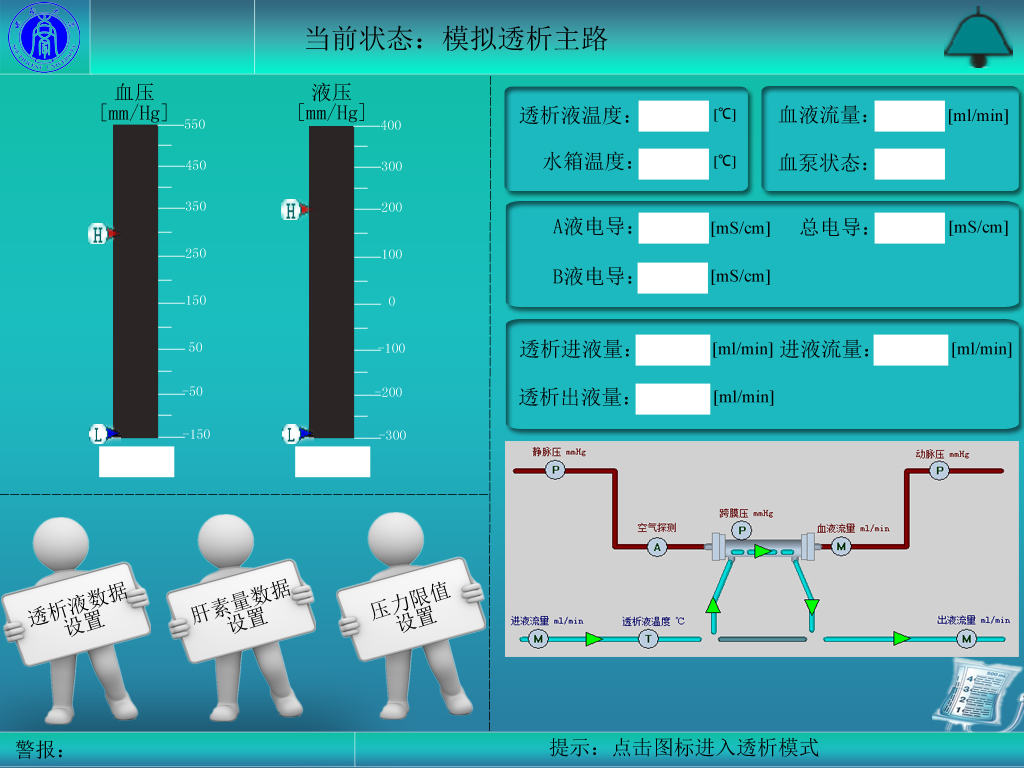 当前状态：模拟透析主路
血压
[mm/Hg]
550
450
350
250
150
50
-50
-150
H
L
液压
[mm/Hg]
400
300
200
100
0
-100
-200
-300
H
L
透析液温度： [℃]
水箱温度： [℃]
血液流量： [ml/min]
血泵状态：
A液电导： [mS/cm] 总电导： [mS/cm]
B液电导： [mS/cm]
透析进液量： [ml/min] 进液流量： [ml/min]
透析出液量： [ml/min]
静脉压 mmHg
P
动脉压 mmHg
P
跨膜压 mmHg
P
空气探测
A
血液流量 ml/min
M
进液流量 ml/min
M
透析液温度 ℃
T
出液流量 ml/min
M
透析液数据
设置
肝素量数据
设置
压力限值
设置
500 mL
4
3
2
1
警报：
提示：点击图标进入透析模式